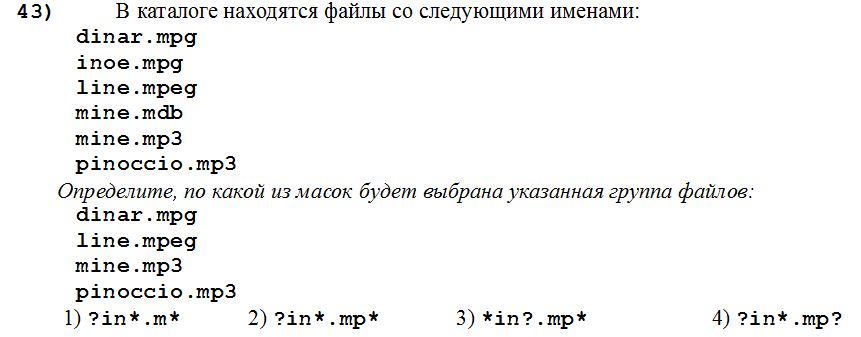 43) В каталоге находятся файлы со следующими именами:
dinar.mpg
inoe.mpg
line.mpeg
mine.mdb
mine.mp3
pinoccio.mp3
Определите, по какой из масок будет выбрана указанная группа файлов:
dinar.mpg
line.mpeg
mine.mp3
pinoccio.mp3
1) ?in*.m* 2) ?in*.mp* 3) *in?.mp* 4) ?in*.mp?